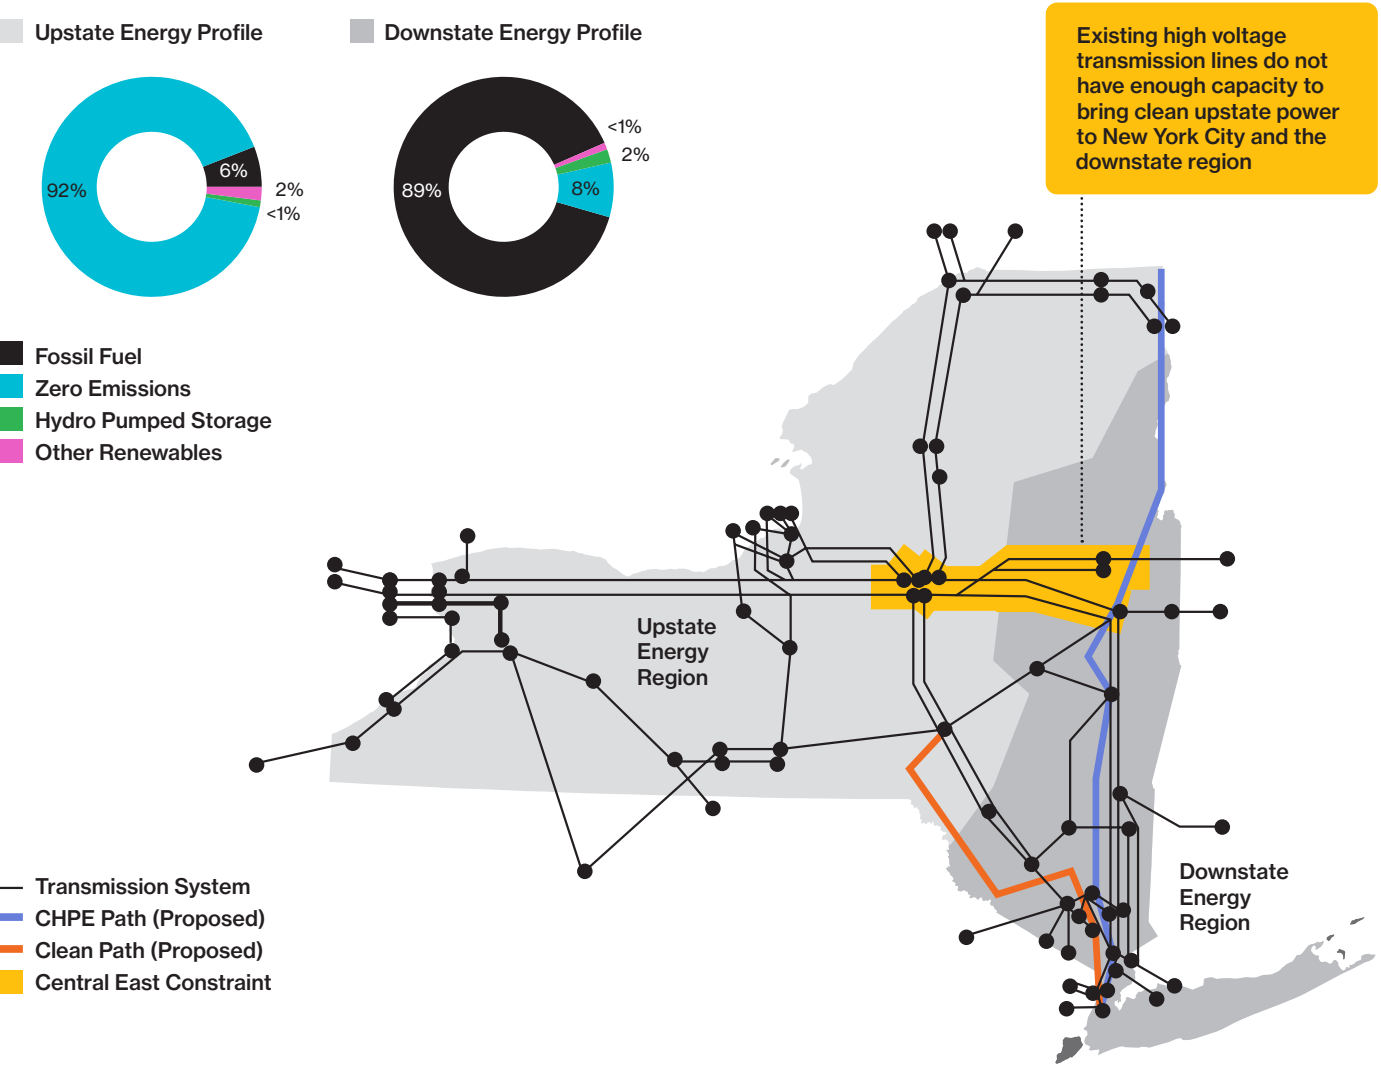 Upstate Energy Profile
Downstate Energy Profile
92%
6%
2%
<1%
89%
<1%
2%
8%
Existing high voltage
transmission lines do not
have enough capacity to
bring clean upstate power
to New York City and the
downstate region
Fossil Fuel
Zero Emissions
Hydro Pumped Storage
Other Renewables
Upstate
Energy
Region
Downstate
Energy
Region
Transmission System
CHPE Path (Proposed)
Clean Path (Proposed)
Central East Constraint